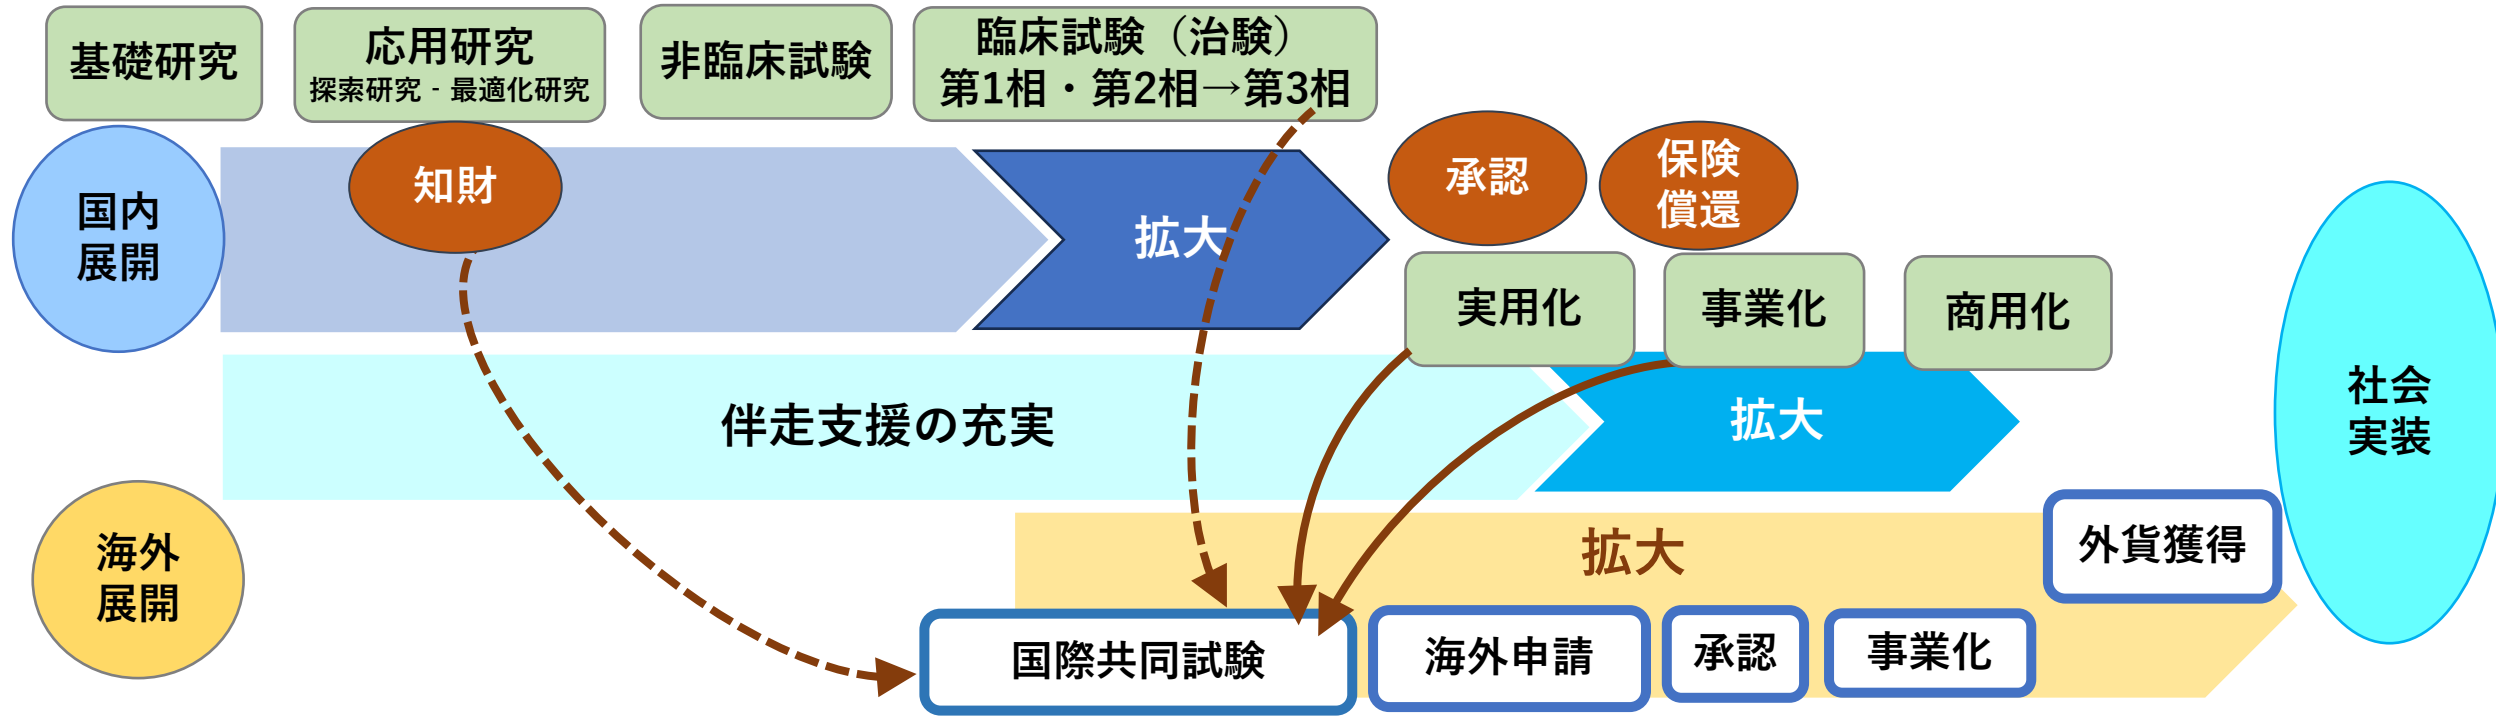 基礎研究
応用研究
探索研究 - 最適化研究
非臨床試験
臨床試験（治験）
第1相・第2相→第3相
国内
展開
知才
拡大
承認
保険
償還
実用化
事業化
商用化
伴走支援の充実
拡大
社会
実装
海外
展開
拡大
外貨獲得
国際共同試験
海外申請
承認
事業化